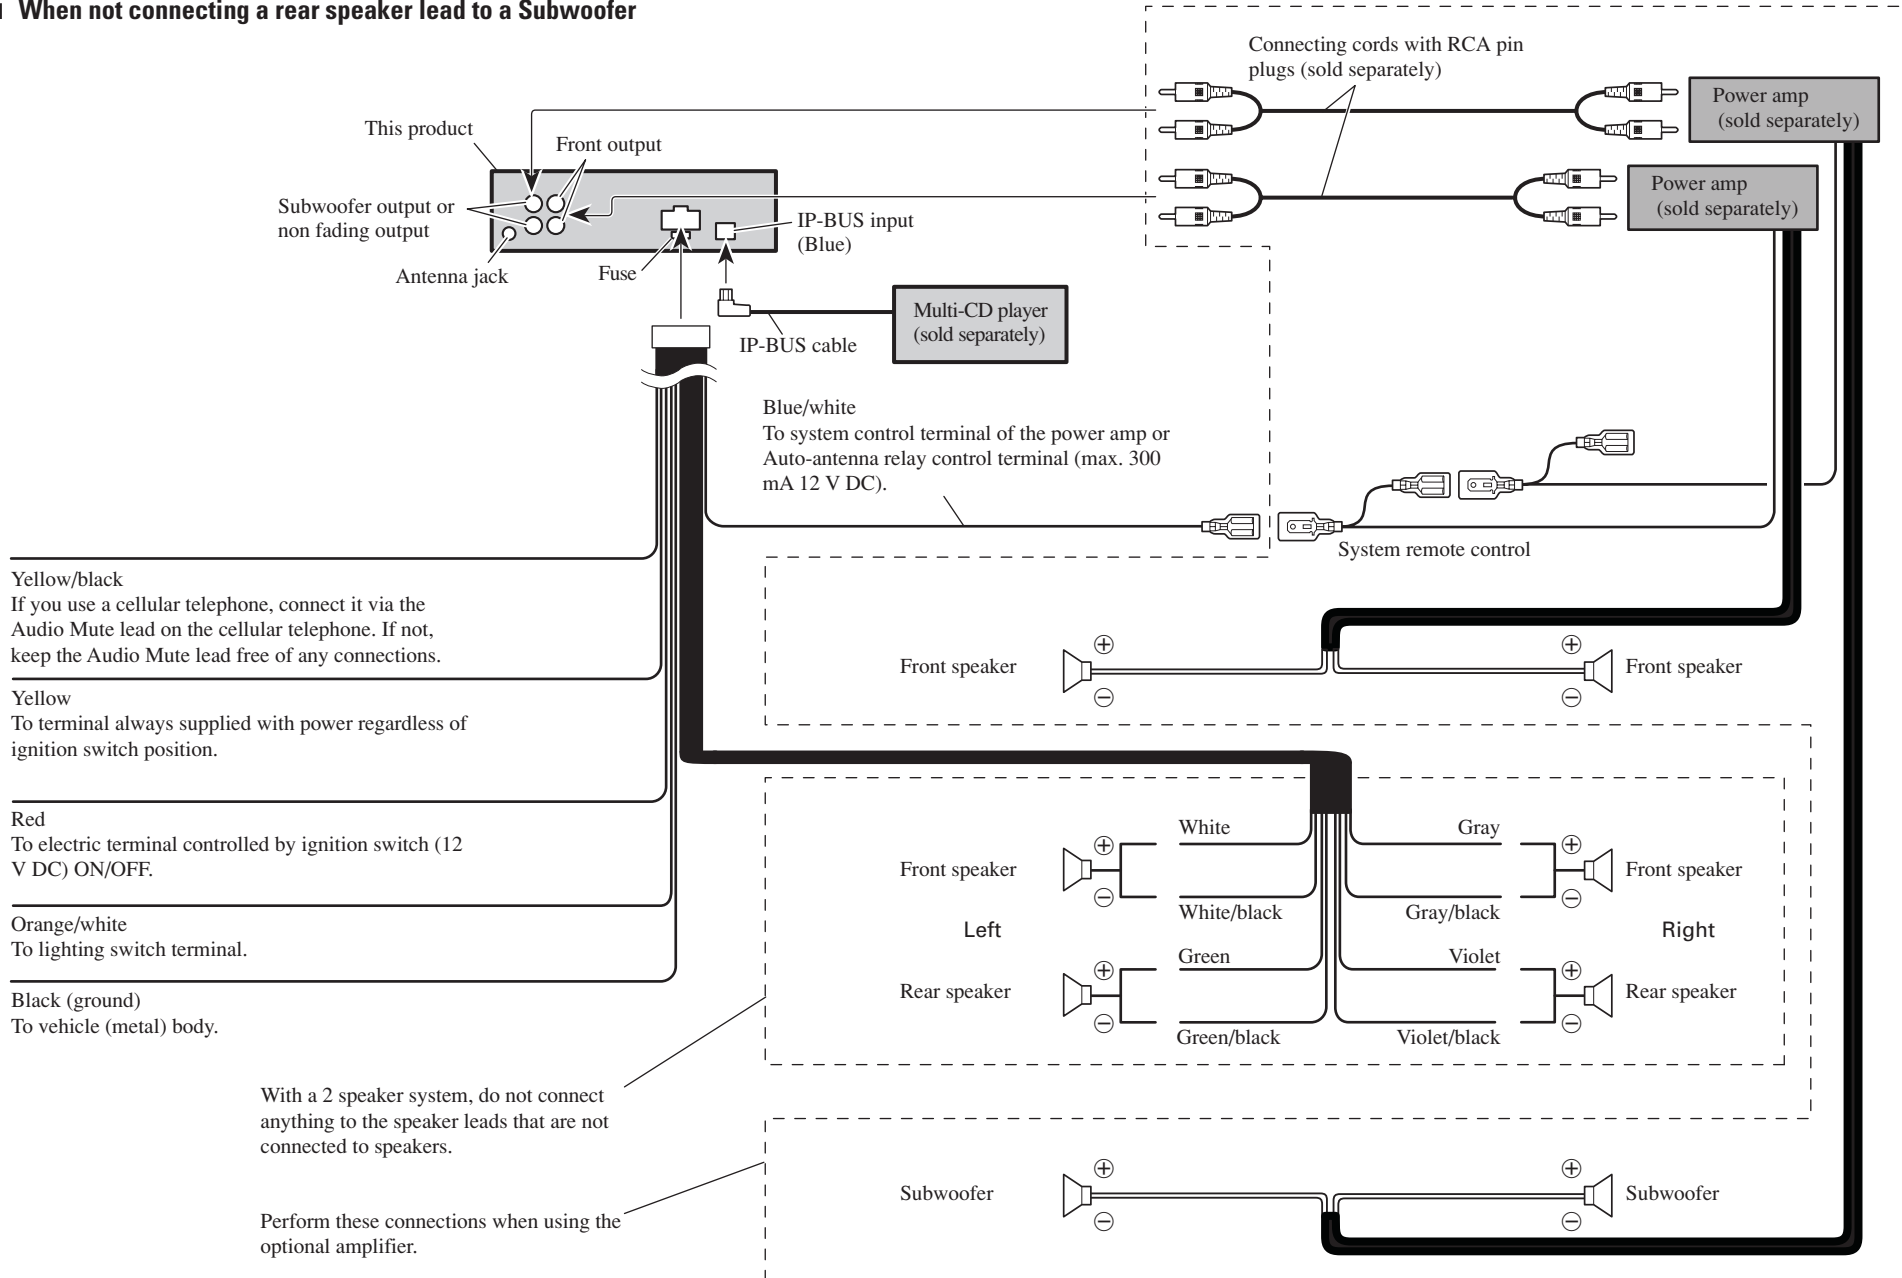 When not connecting a rear speaker lead to a Subwoofer
Connecting cords with RCA pin
plugs (sold separately)
Power amp
(sold separately)
This product
Front output
Subwoofer output or
non fading output
Power amp
(sold separately)
IP-BUS input
(Blue)
Antenna jack
Fuse
Multi-CD player
(sold separately)
IP-BUS cable
Blue/white
To system control terminal of the power amp or
Auto-antenna relay control terminal (max. 300
mA 12 V DC).
System remote control
Yellow/black
If you use a cellular telephone, connect it via the
Audio Mute lead on the cellular telephone. If not,
keep the Audio Mute lead free of any connections.
Yellow
To terminal always supplied with power regardless of
ignition switch position.
Red
To electric terminal controlled by ignition switch (12
V DC) ON/OFF.
Orange/white
To lighting switch terminal.
Black (ground)
To vehicle (metal) body.
Front speaker
+
−
+
−
Front speaker
White
Gray
Front speaker
+
−
+
−
Front speaker
White/black
Gray/black
Left
Right
Green
Violet
Rear speaker
+
−
+
−
Rear speaker
Green/black
Violet/black
With a 2 speaker system, do not connect
anything to the speaker leads that are not
connected to speakers.
Subwoofer
+
−
+
−
Subwoofer
Perform these connections when using the
optional amplifier.